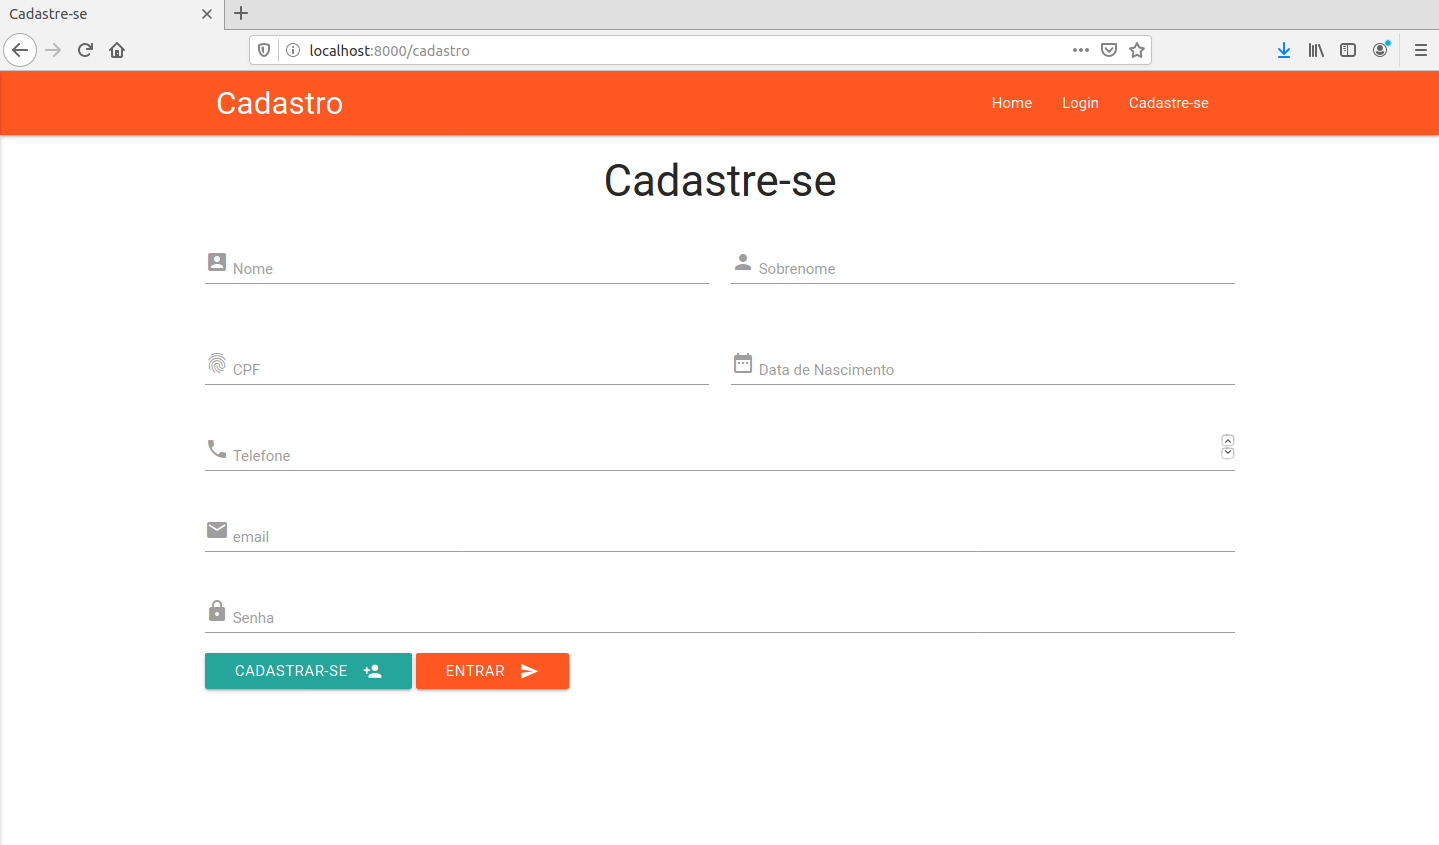 Cadastre-se
localhost:8000/cadastro
Cadastro
Home Login Cadastre-se
Cadastre-se
Nome Sobrenome
CPF Data de Nascimento
Telefone
email
Senha
CADASTRAR-SE ENTRAR